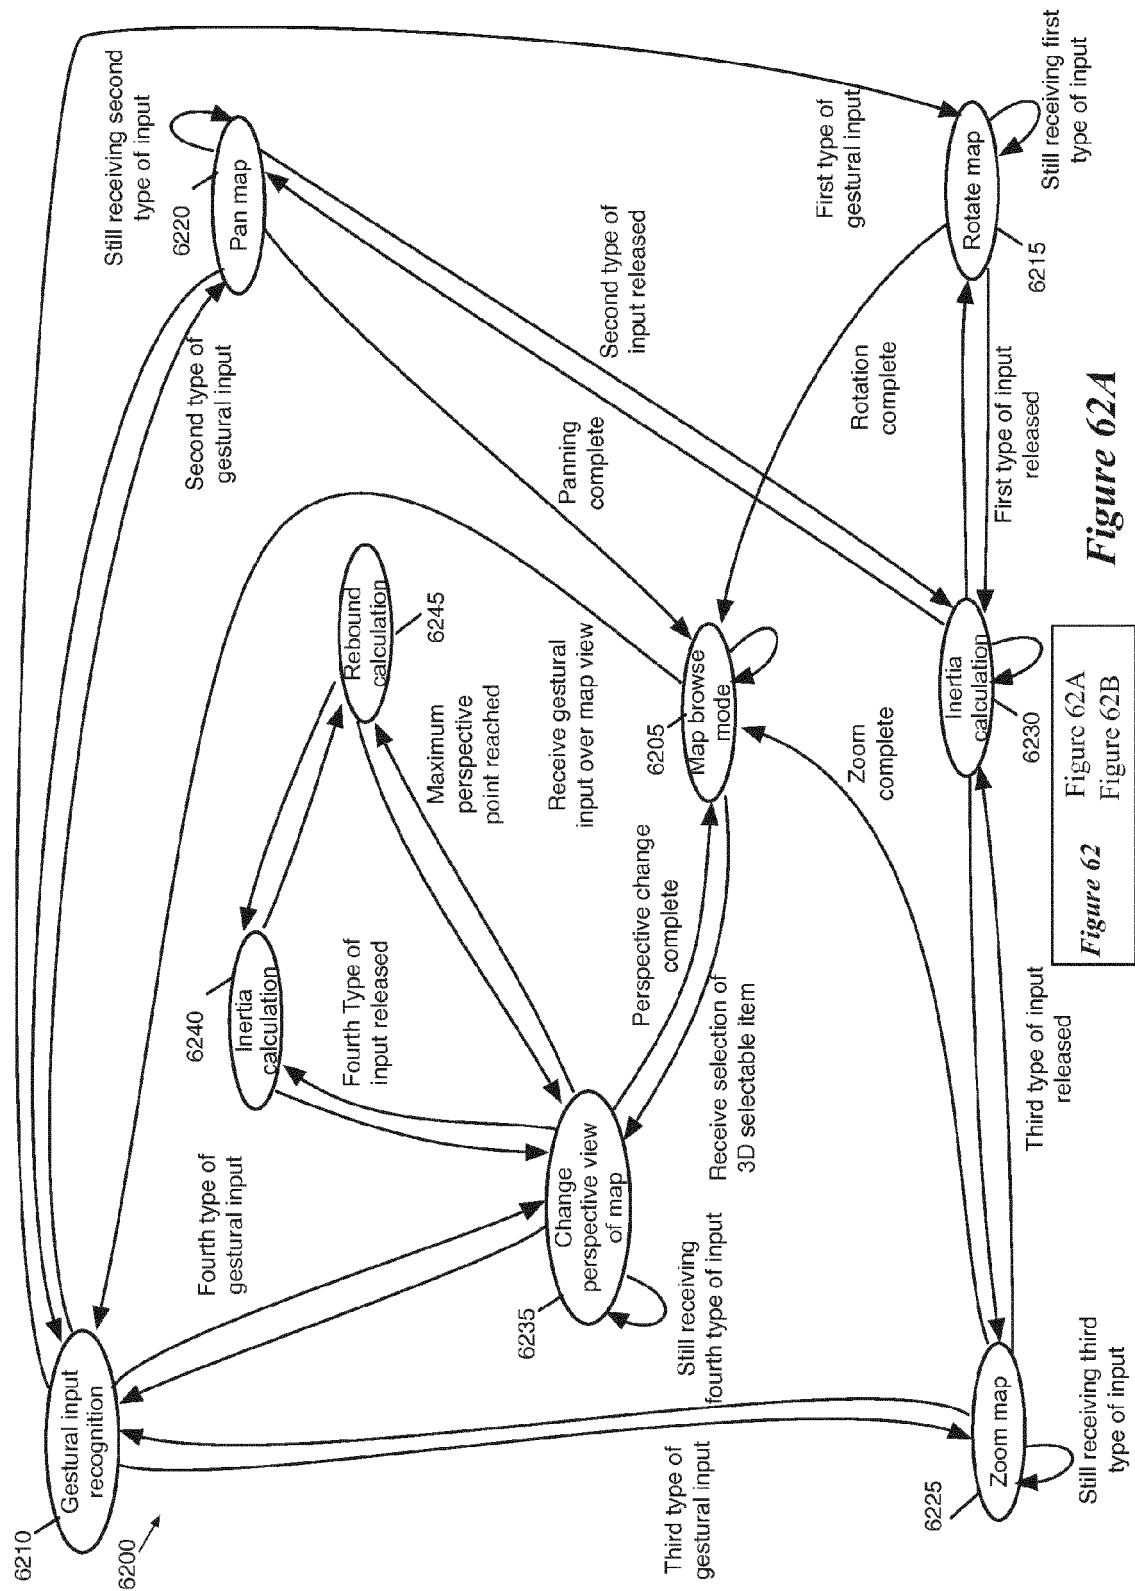 6200
6210
Gestural input
recognition
Second type of
gestural input
6220
Pan map
Still receiving second
type of input
Fourth type of
gestural input
6240
Inertia
calculation
Rebound
calculation
6245
Fourth Type of
input released
Maximum
perspective
point reached
Panning
complete
Second type of
input released
First type of
gestural input
6235
Change
perspective view
of map
Still receiving
fourth type of input
Receive selection of
3D selectable item
Perspective change
complete
Receive gestural
input over map view
6205
Map browse
mode
Third type of
gestural input
Zoom
complete
Rotation
complete
6225
Zoom map
Still receiving third
type of input
Third type of input
released
Inertia
calculation
6230
First type of input
released
Rotate map
6215
Still receiving first
type of input
Figure 62
Figure 62A
Figure 62B
Figure 62A